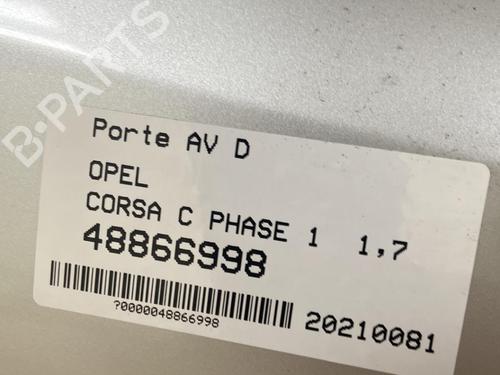 B-PARTS
Porte AV D
OPEL
CORSA C PHASE 1 1,7
48866998
?0000048866998
20210081